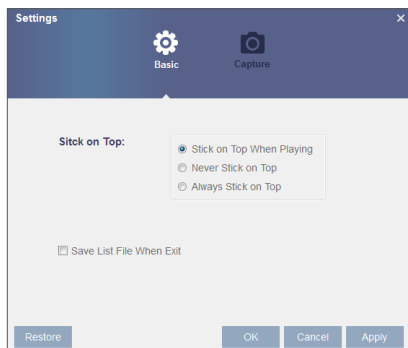 Settings
Basic
Capture
Sitck on Top:
Stick on Top When Playing
Never Stick on Top
Always Stick on Top
Save List File When Exit
Restore
OK
Cancel
Apply